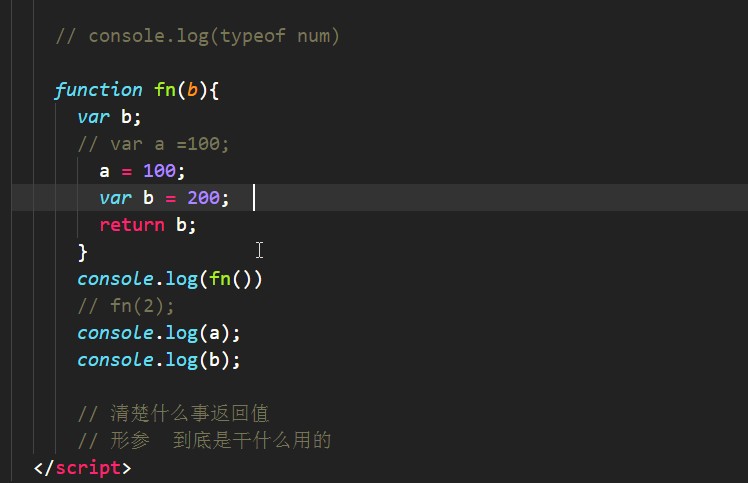 // console.log(typeof num)
function fn(b){
var b;
// var a =100;
a = 100;
var b = 200;
return b;
}
console.log(fn())
// fn(2);
console.log(a);
console.log(b);
// 清楚什么事返回值
// 形参  到底是干什么用的
</script>